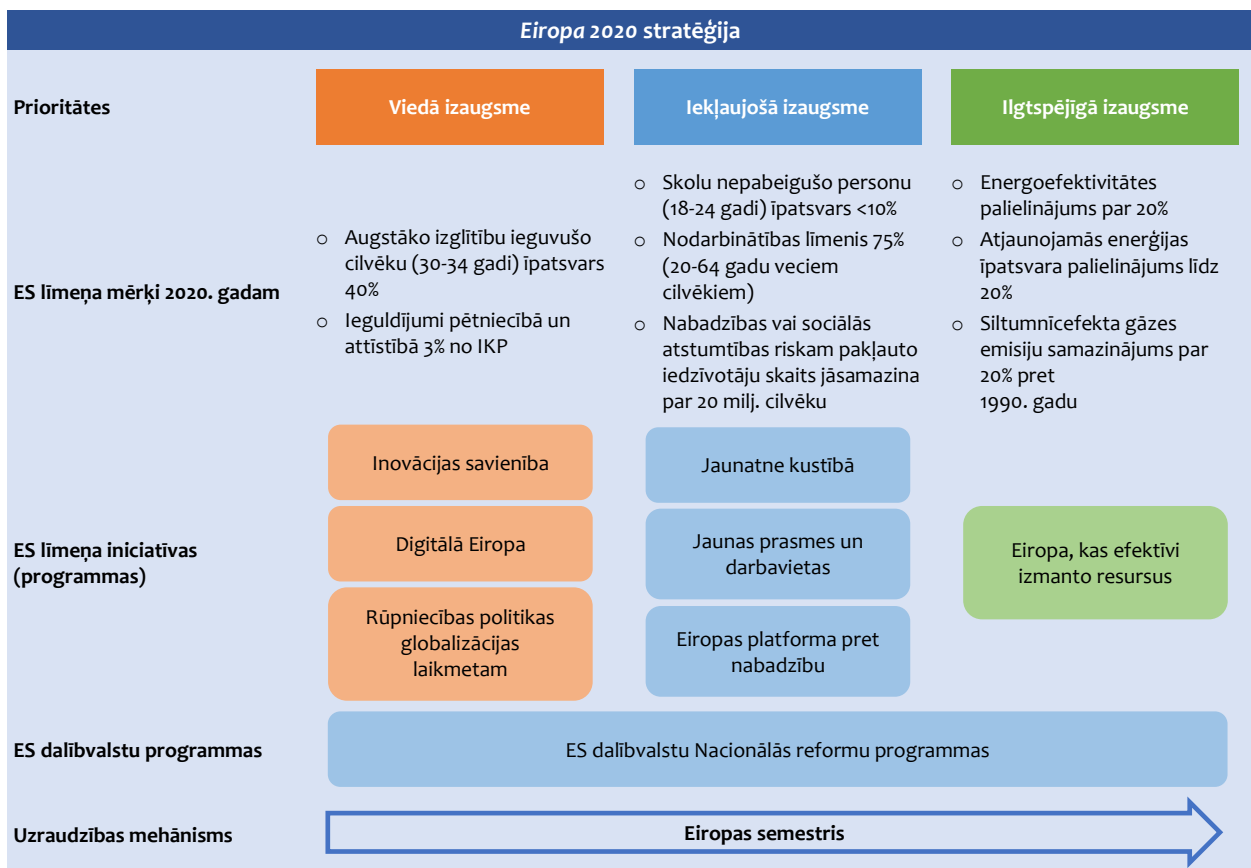 Eiropa 2020 stratēģija
Prioritātes
Viedā izaugsme
Iekļaujošā izaugsme
Ilgtspējīgā izaugsme
ES līmeņa mērķi 2020. gadam
o Augstāko izglītību ieguvušo
cilvēku (30-34 gadi) īpatsvars
40%
o Ieguldījumi pētniecībā un
attīstībā 3% no IKP
o Skolu nepabeigušo personu
(18-24 gadi) īpatsvars <10%
o Nodarbinātības līmenis 75%
(20-64 gadu veciem
cilvēkiem)
o Nabadzības vai sociālās
atstumtības riskam pakļauto
iedzīvotāju skaits jāsamazina
par 20 milj. cilvēku
o Energoefektivitātes
palielinājums par 20%
o Atjaunojamās enerģijas
īpatsvara palielinājums līdz
20%
o Siltumnīcefekta gāzes
emisiju samazinājums par
20% pret
1990. gadu
ES līmeņa iniciatīvas
(programmas)
Inovācijas savienība
Digitālā Eiropa
Rūpniecības politikas
globalizācijas
laikmetam
Jaunatne kustībā
Jaunas prasmes un
darbavietas
Eiropas platforma pret
nabadzību
Eiropa, kas efektīvi
izmanto resursus
ES dalībvalstu programmas
ES dalībvalstu Nacionālās reformu programmas
Uzraudzības mehānisms
Eiropas semestris